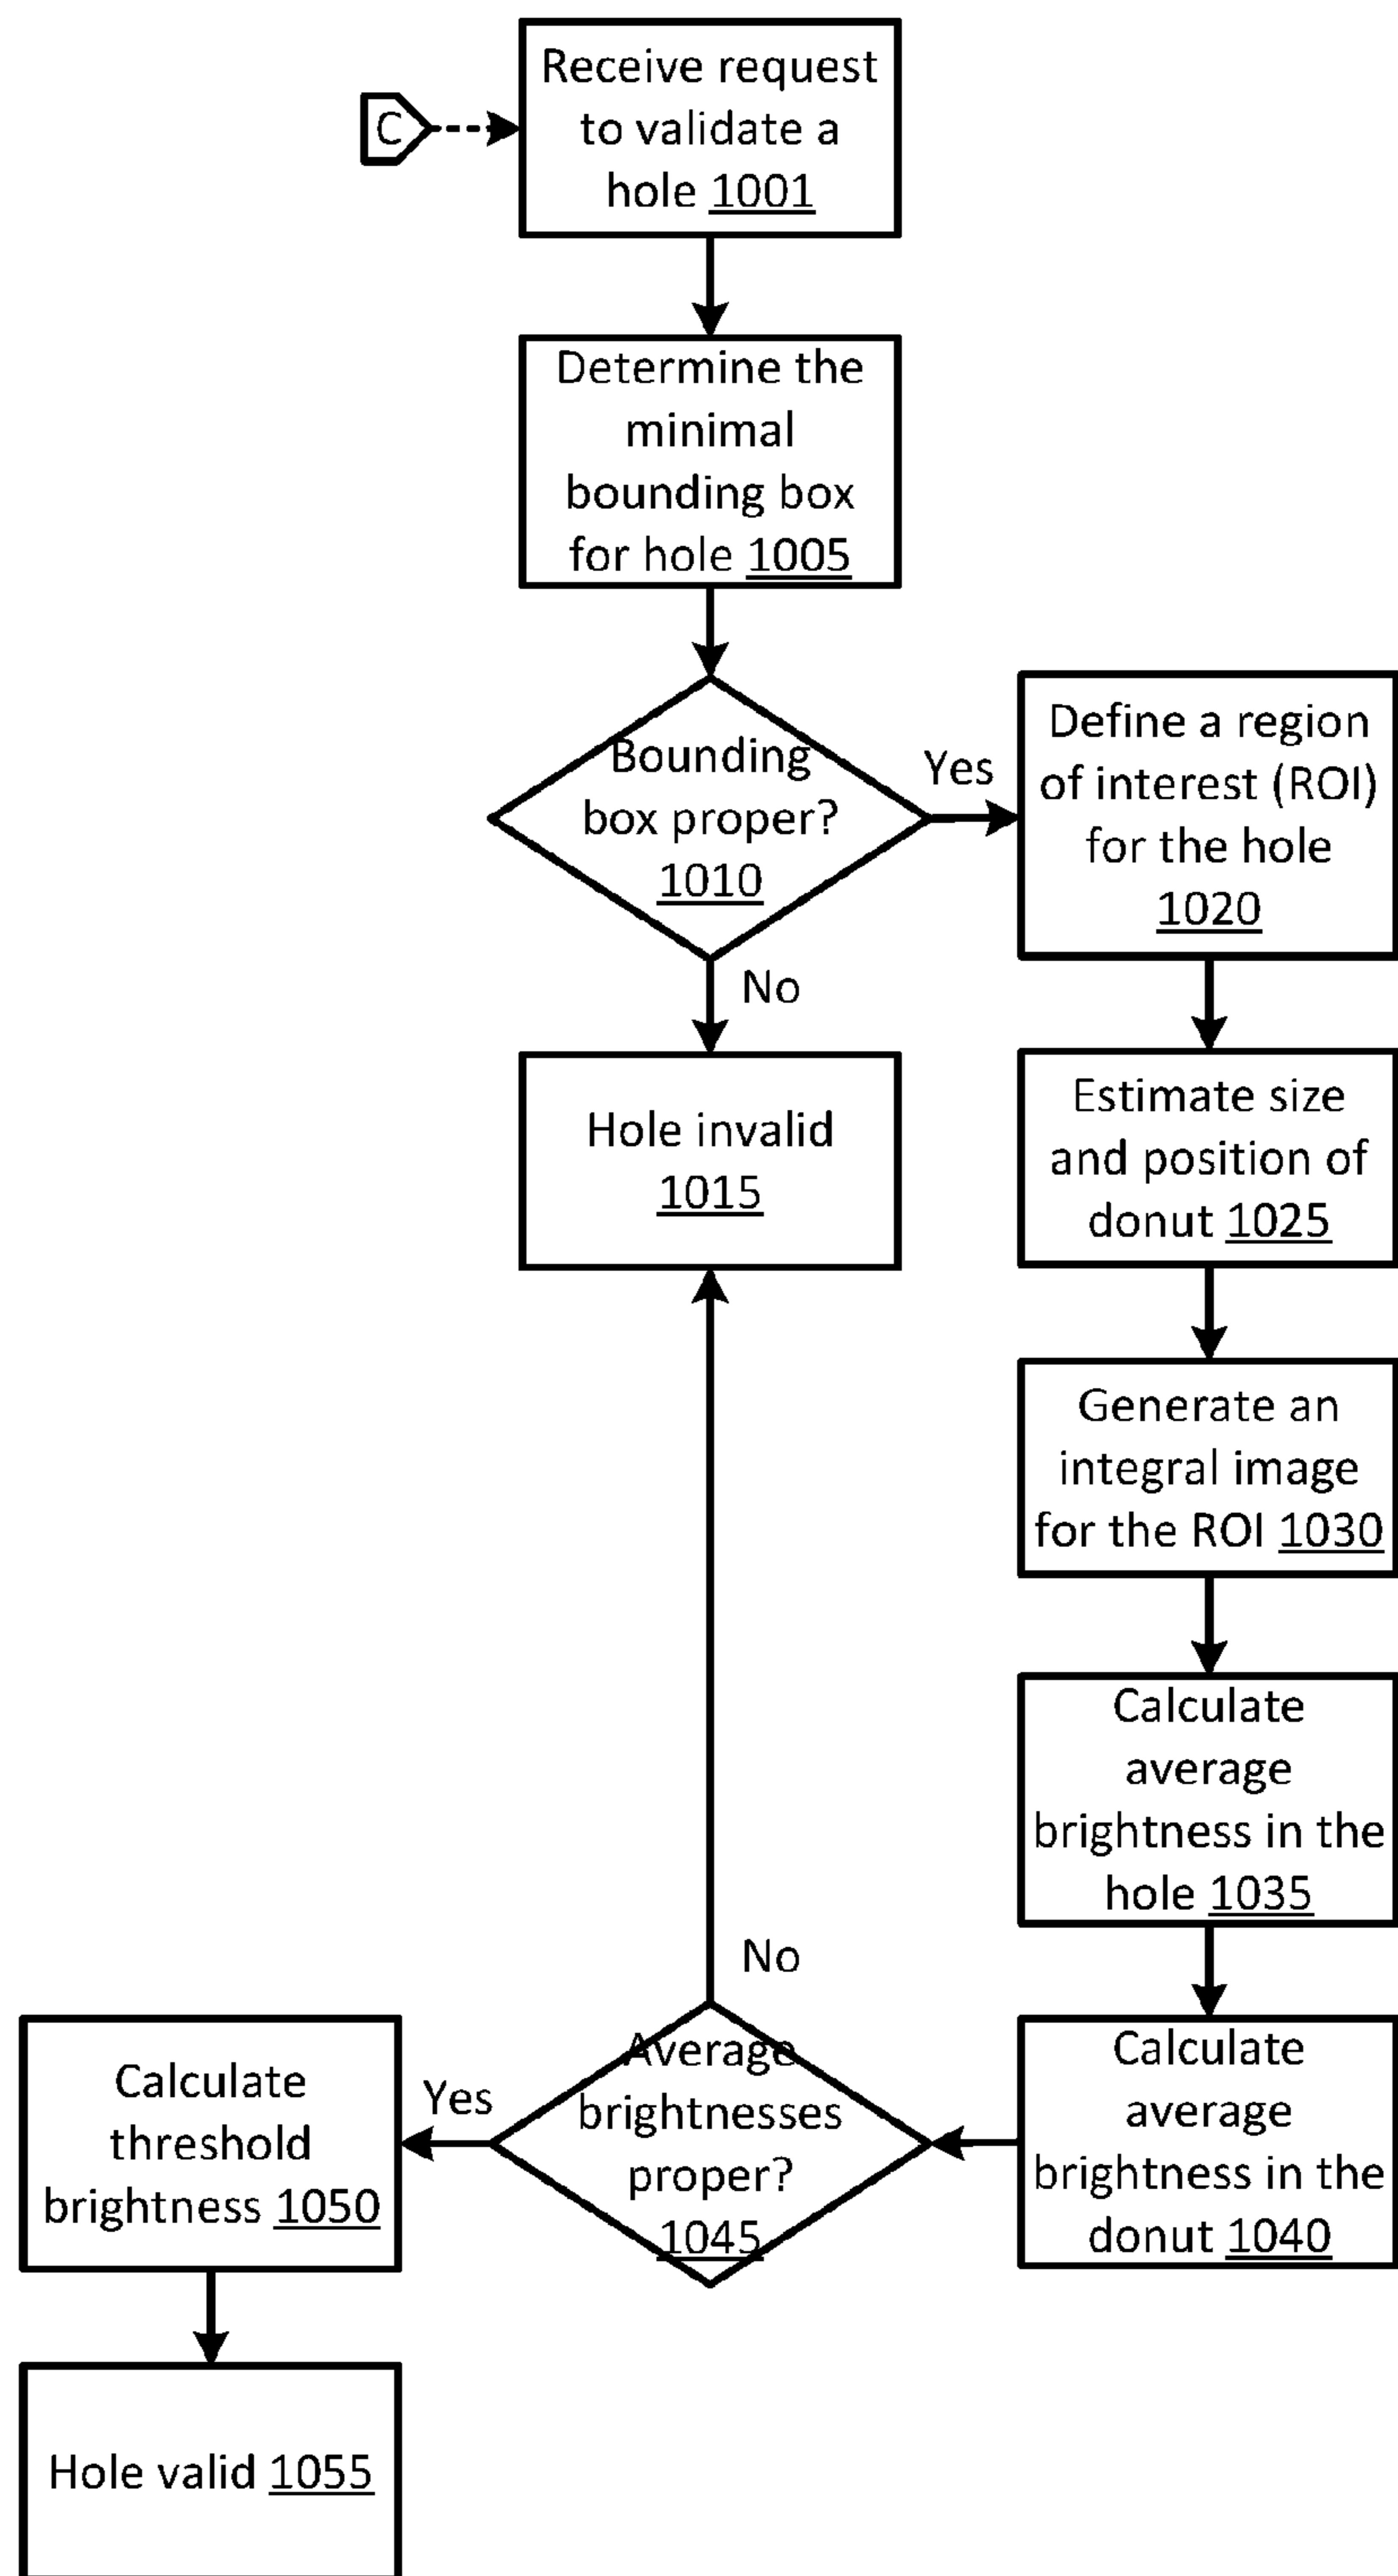 Receive request
to validate a
hole 1001
C
Determine the
minimal
bounding box
for hole 1005
Bounding
box proper?
1010
Yes
No
Define a region
of interest (ROI)
for the hole
1020
Hole invalid
1015
Estimate size
and position of
donut 1025
Generate an
integral image
for the ROI 1030
Calculate
average
brightness in the
hole 1035
Calculate
average
brightness in the
donut 1040
No
Average
brightnesses
proper?
1045
Yes
Calculate
threshold
brightness 1050
Hole valid 1055